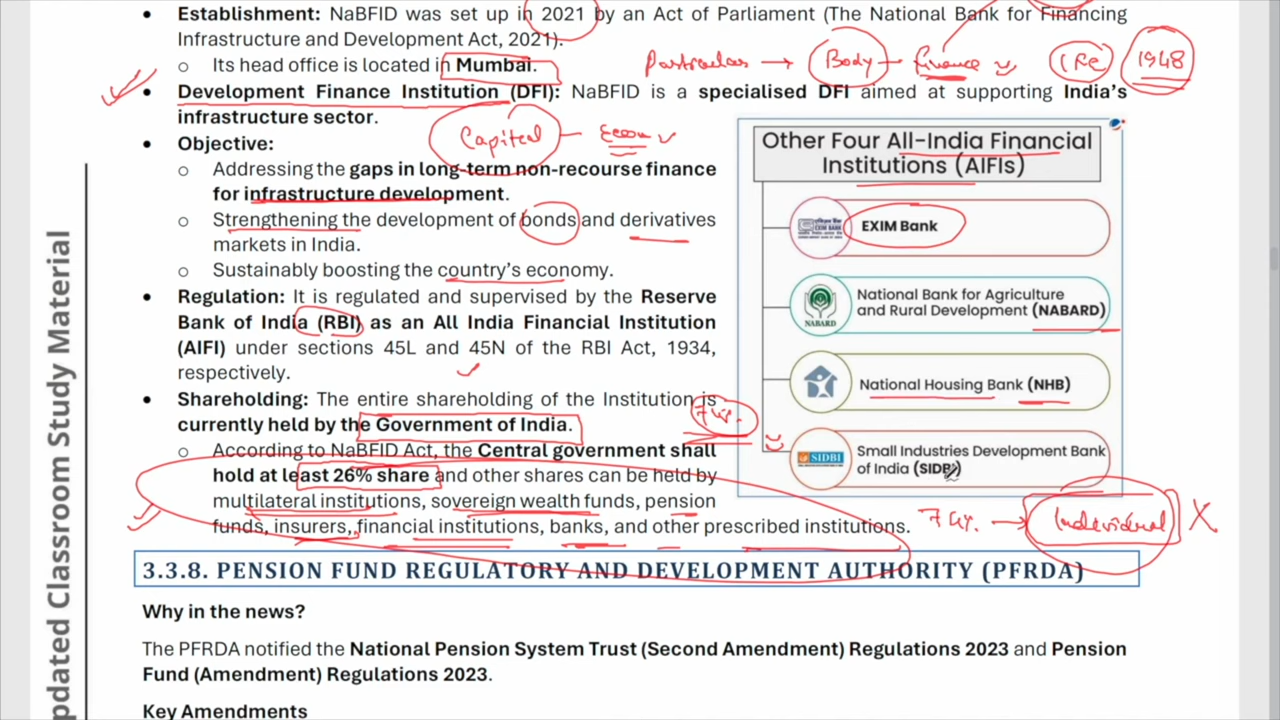 • Establishment: NaBFID was set up in 2021 by an Act of Parliament (The National Bank for Financing
Infrastructure and Development Act, 2021).
○ Its head office is located in Mumbai.
Body
finance
1948
• Development Finance Institution (DFI): NaBFID is a specialised DFI aimed at supporting India's
infrastructure sector.
Capital
• Objective:
○ Addressing the gaps in long-term non-recourse finance
for infrastructure development.
○ Strengthening the development of bonds and derivatives
markets in India.
○ Sustainably boosting the country's economy.
• Regulation: It is regulated and supervised by the Reserve
Bank of India (RBI) as an All India Financial Institution
(AIFI) under sections 45L and 45N of the RBI Act, 1934,
respectively.
• Shareholding: The entire shareholding of the Institution is
currently held by the Government of India.
○ According to NaBFID Act, the Central government shall
hold at least 26% share and other shares can be held by
multilateral institutions, sovereign wealth funds, pension
funds, insurers, financial institutions, banks, and other prescribed institutions.
Other Four All-India Financial
Institutions (AIFIs)
EXIM BANK
EXIM Bank
NABARD
National Bank for Agriculture
and Rural Development (NABARD)
National Housing Bank (NHB)
SIDBI
Small Industries Development Bank
of India (SIDBI)
Individual
3.3.8. PENSION FUND REGULATORY AND DEVELOPMENT AUTHORITY (PFRDA)
Why in the news?
The PFRDA notified the National Pension System Trust (Second Amendment) Regulations 2023 and Pension
Fund (Amendment) Regulations 2023.
Key Amendments
pdated Classroom Study Material